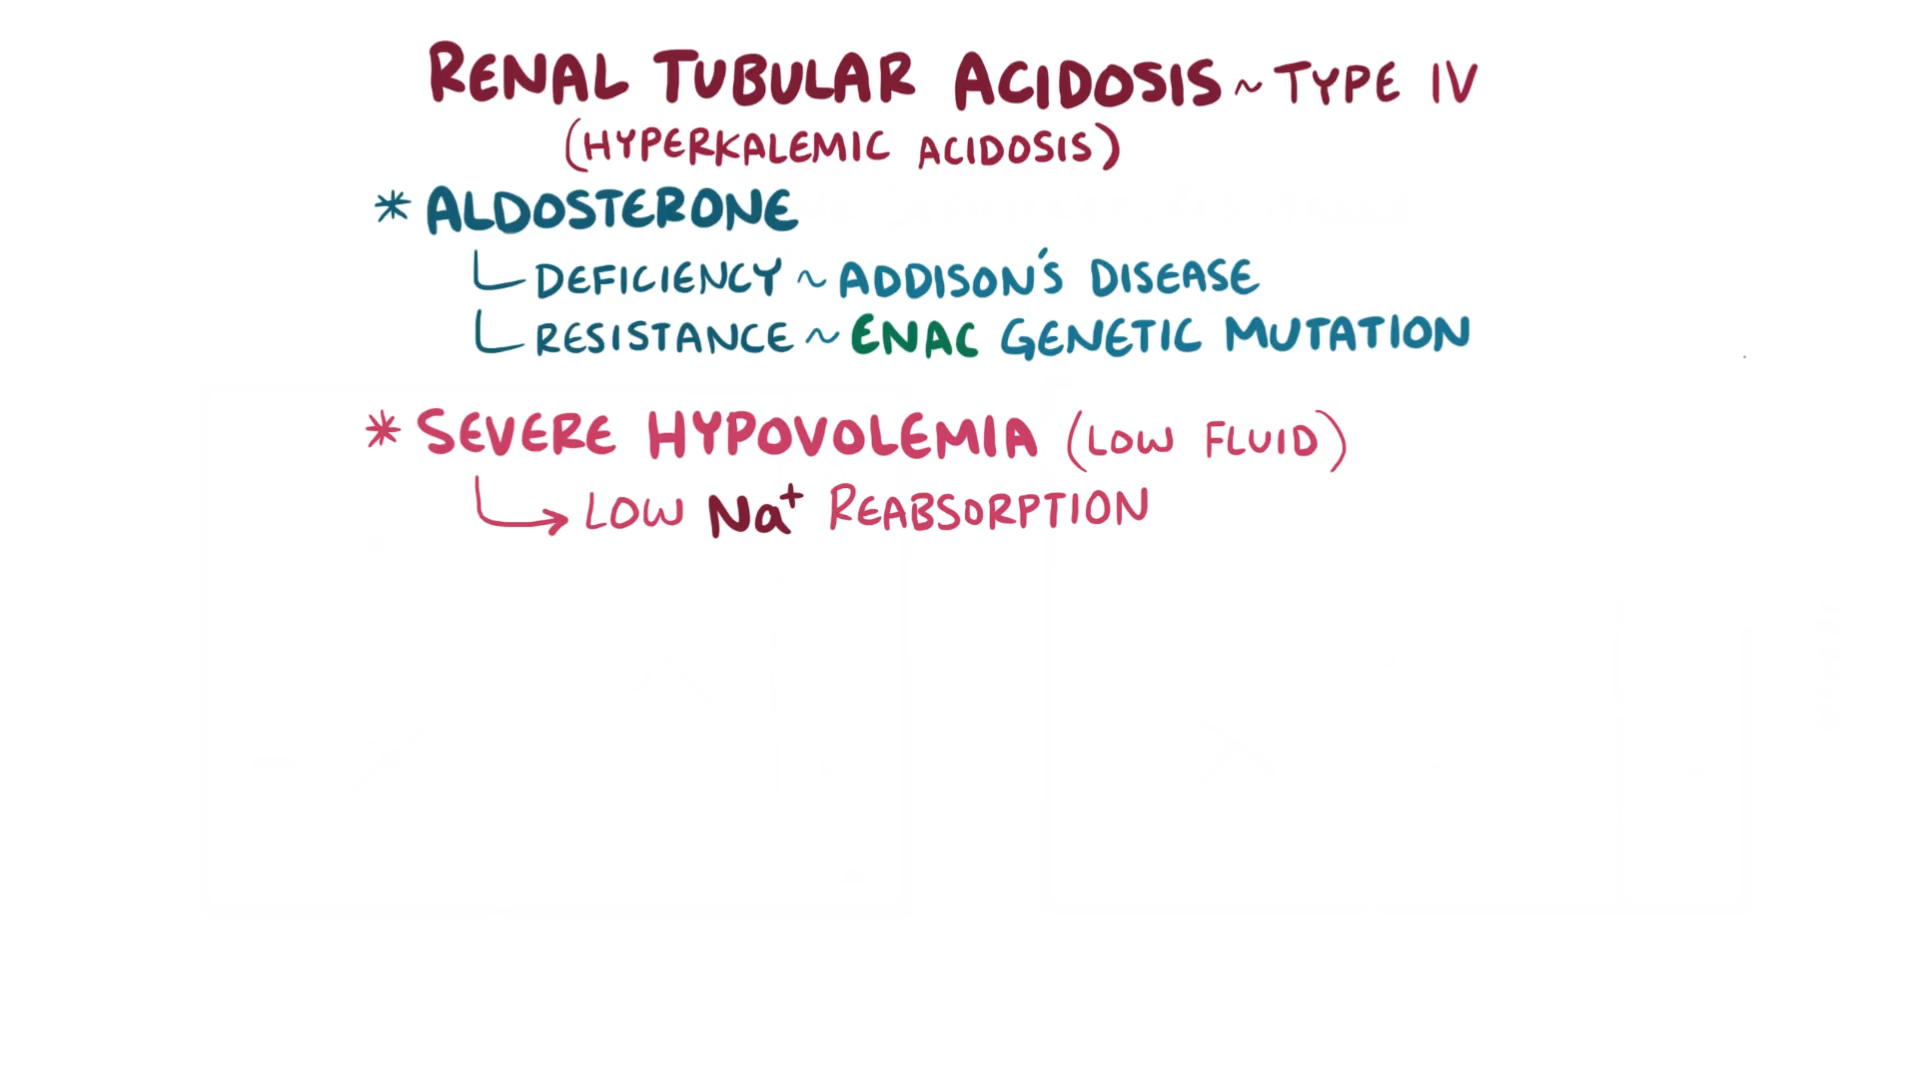 RENAL TUBULAR ACIDOSIS ~ TYPE IV
(HYPERKALEMIC ACIDOSIS)
* ALDOSTERONE
DEFICIENCY ~ ADDISON'S DISEASE
RESISTANCE ~ ENAC GENETIC MUTATION
* SEVERE HYPOVOLEMIA (LOW FLUID)
→ LOW Na⁺ REABSORPTION